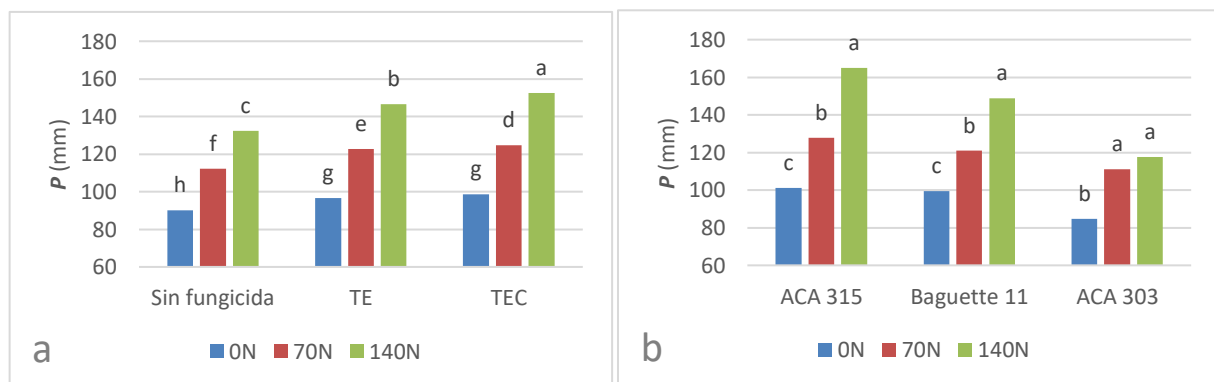 180
160
140
120
100
80
60
P (mm)
h
f
c
g
e
b
g
d
a
Sin fungicida
TE
TEC
0N
70N
140N
a
180
160
140
120
100
80
60
P (mm)
c
b
a
c
b
a
b
a
a
ACA 315
Baguette 11
ACA 303
0N
70N
140N
b